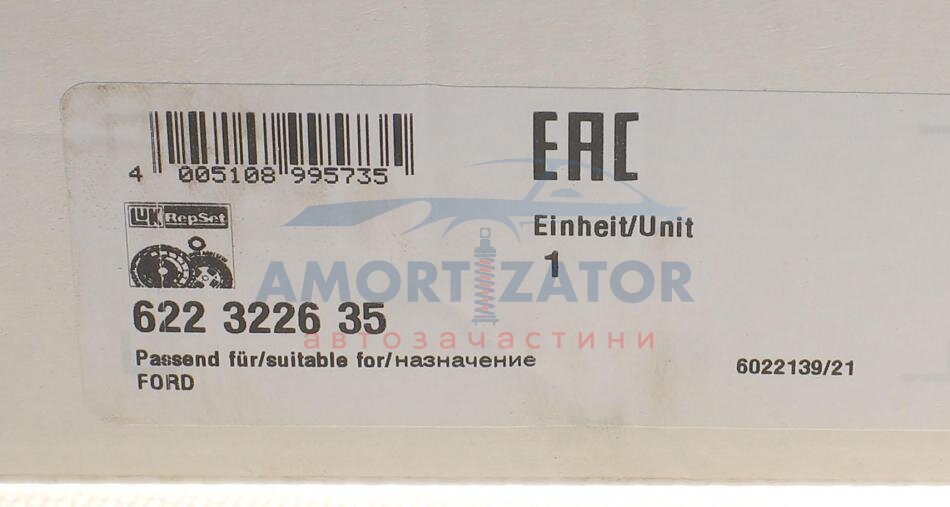 4 005108 995735
EAC
LuK RepSet
Einheit/Unit
1
AMORTIZATOR
622 3226 35
автозапчастини
Passend für/suitable for/назначение
FORD
6022139/21